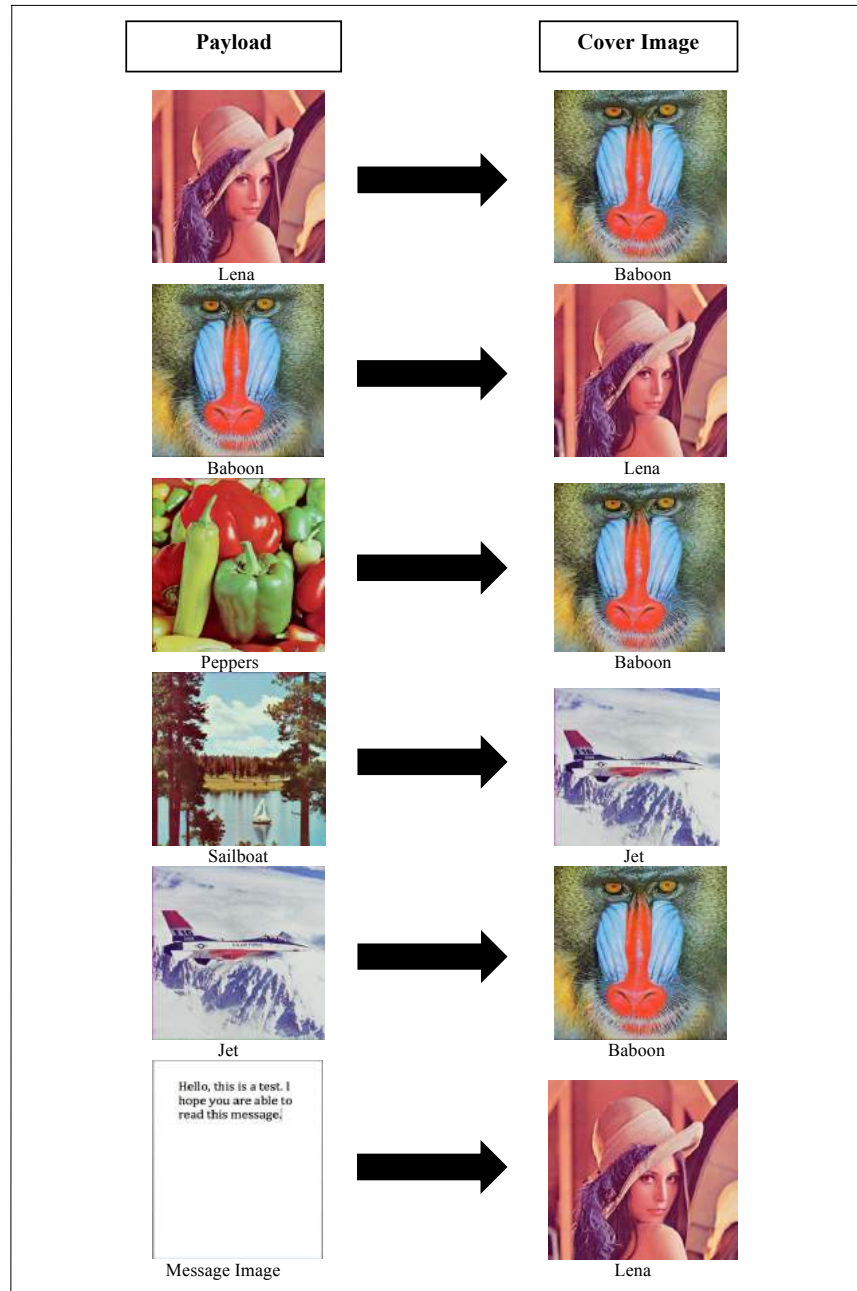 Payload
Cover Image
Lena
Baboon
Baboon
Lena
Peppers
Baboon
Sailboat
Jet
Jet
Baboon
Hello, this is a test. I
hope you are able to
read this message.
Message Image
Lena